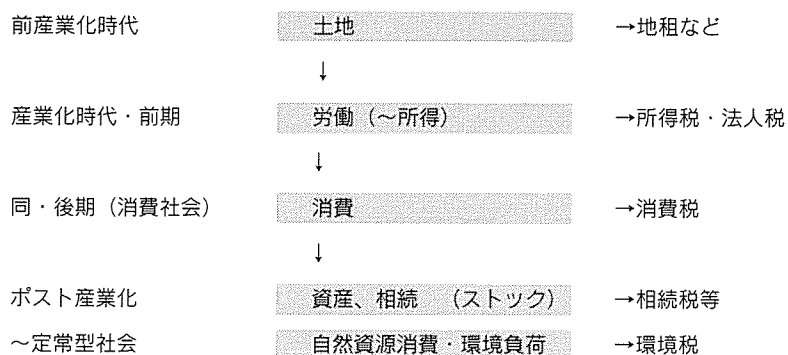 前産業化時代 土地 →地租など
↓
産業化時代・前期 労働（～所得） →所得税・法人税
↓
同・後期（消費社会） 消費 →消費税
↓
ポスト産業化 資産、相続 （ストック） →相続税等
～定常型社会 自然資源消費・環境負荷 →環境税